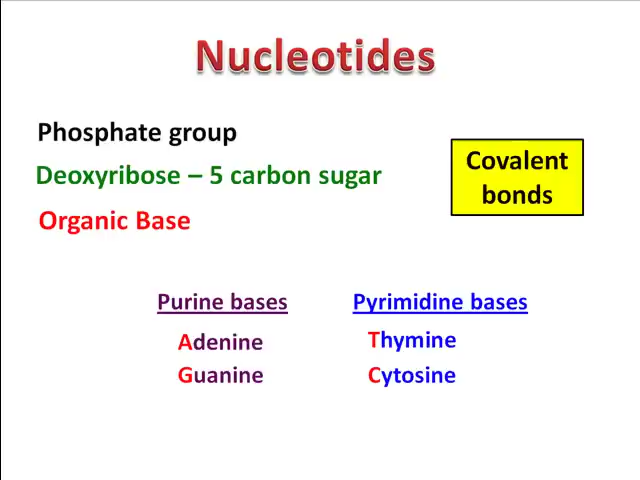 Nucleotides
Phosphate group
Deoxyribose – 5 carbon sugar
Organic Base
Covalent
bonds
Purine bases
Adenine
Guanine
Pyrimidine bases
Thymine
Cytosine